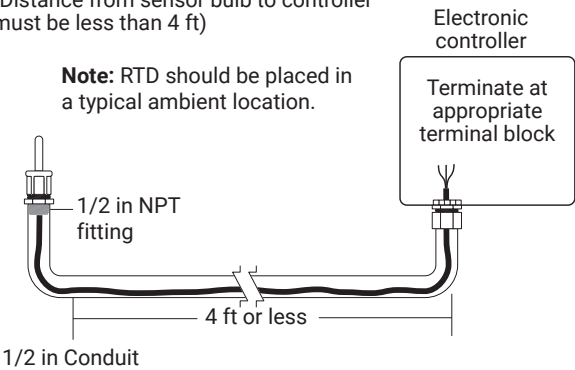 Distance from sensor bulb to controller
must be less than 4 ft)
Electronic
controller
Note: RTD should be placed in
a typical ambient location.
Terminate at
appropriate
terminal block
1/2 in NPT
fitting
4 ft or less
1/2 in Conduit